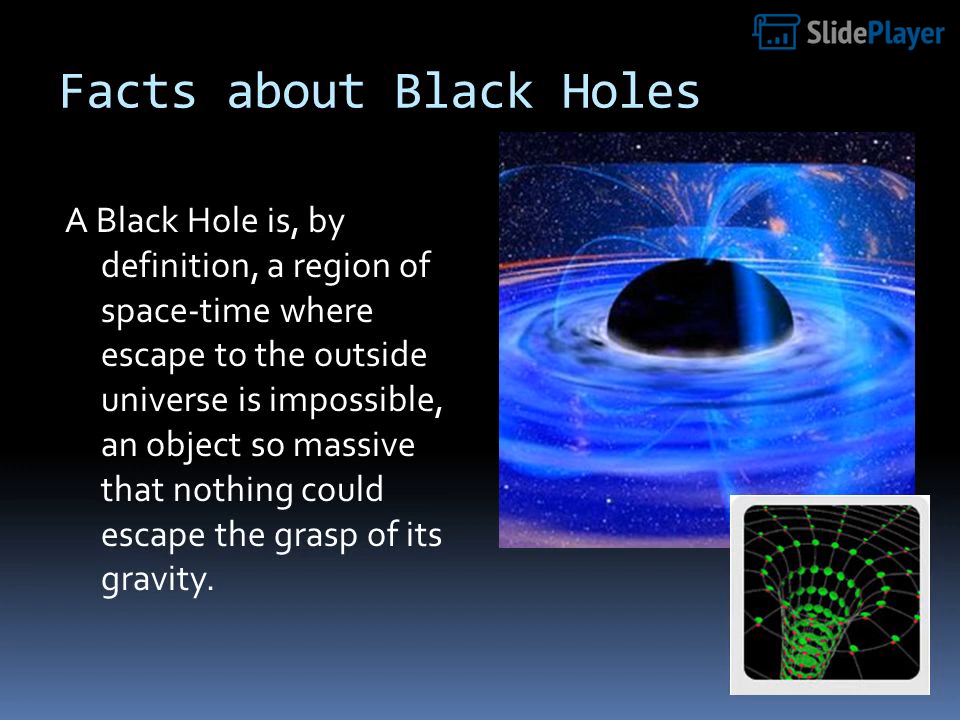 SlidePlayer
Facts about Black Holes
A Black Hole is, by
definition, a region of
space-time where
escape to the outside
universe is impossible,
an object so massive
that nothing could
escape the grasp of its
gravity.